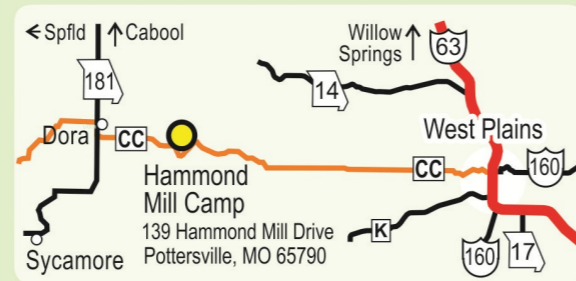 ← Spfld ↑ Cabool
Willow
Springs ↑
63
181
14
Dora
CC
West Plains
CC
160
Hammond
Mill Camp
139 Hammond Mill Drive
Pottersville, MO 65790
K
Sycamore
160
17